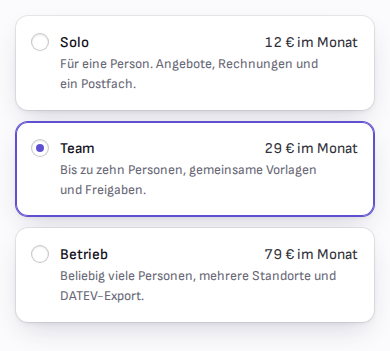 Solo 12 € im Monat
Für eine Person. Angebote, Rechnungen und
ein Postfach.
Team 29 € im Monat
Bis zu zehn Personen, gemeinsame Vorlagen
und Freigaben.
Betrieb 79 € im Monat
Beliebig viele Personen, mehrere Standorte und
DATEV-Export.